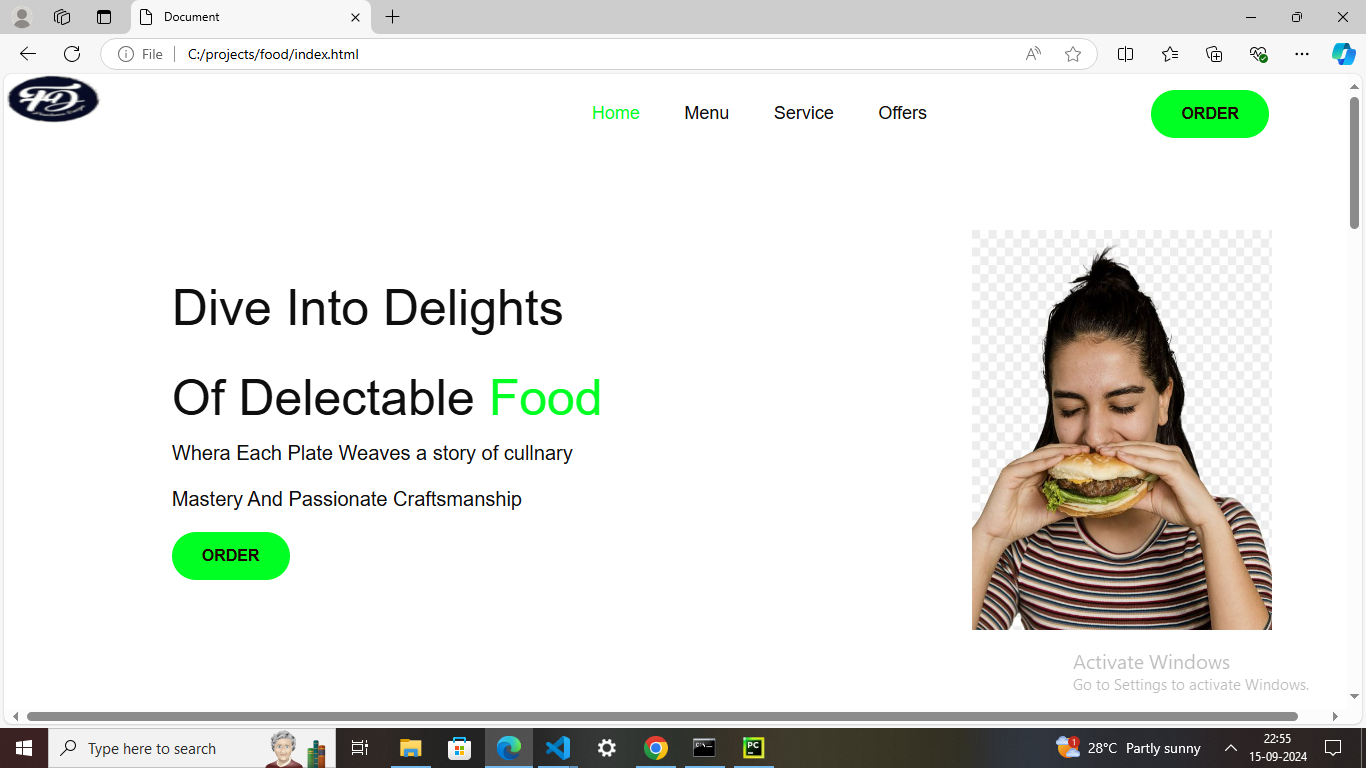 Document
File
C:/projects/food/index.html
Home Menu Service Offers ORDER
Dive Into Delights
Of Delectable Food
Whera Each Plate Weaves a story of cullnary
Mastery And Passionate Craftsmanship
ORDER
Activate Windows
Go to Settings to activate Windows.
Type here to search
PC
1
28°C Partly sunny
22:55
15-09-2024